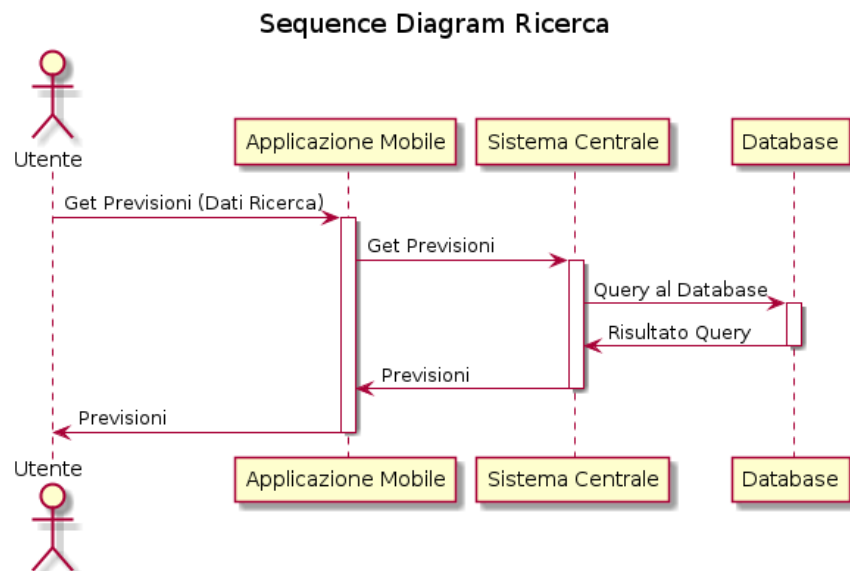 Sequence Diagram Ricerca
Utente
Applicazione Mobile
Sistema Centrale
Database
Get Previsioni (Dati Ricerca)
Get Previsioni
Query al Database
Risultato Query
Previsioni
Previsioni
Utente
Applicazione Mobile
Sistema Centrale
Database